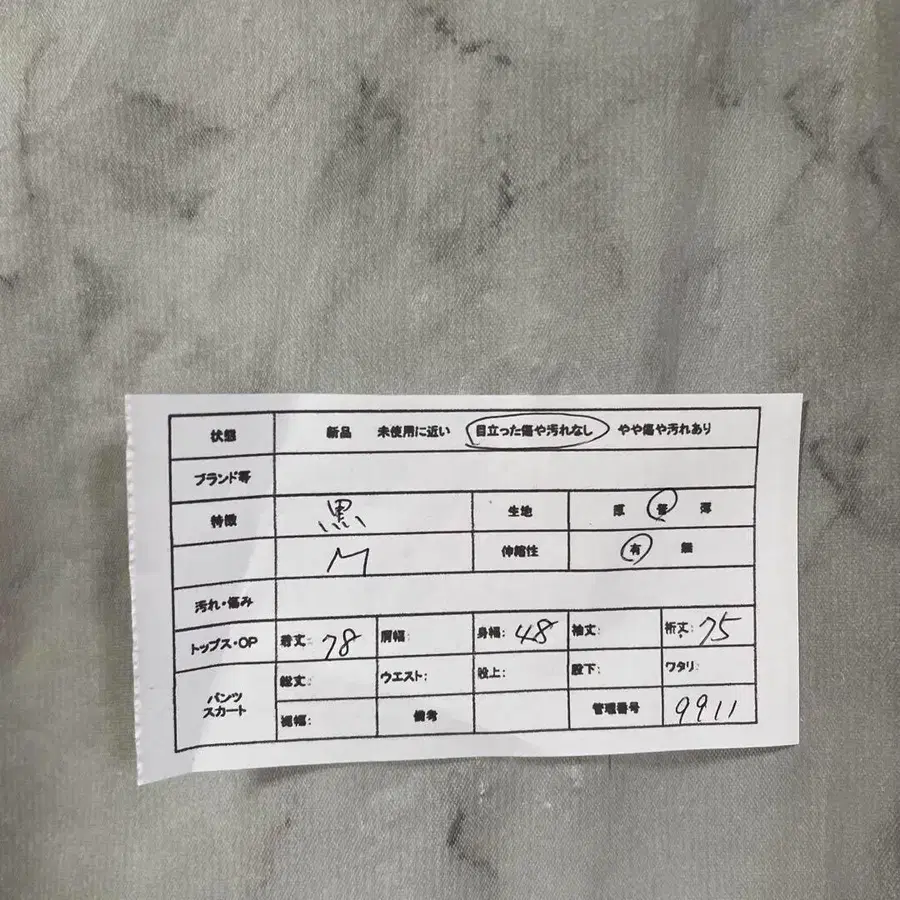 状態 新品 未使用に近い 目立った傷や汚れなし やや傷や汚れあり
ブランド等
特徴 黒 生地 厚 普 薄
M 伸縮性 有 無
汚れ・傷み
トップス・OP 着丈: 78 肩幅: 身幅: 48 袖丈: 裄丈: 75
パンツ スカート 総丈: ウエスト: 股上: 股下: ワタリ:
裾幅: 備考 管理番号 9911